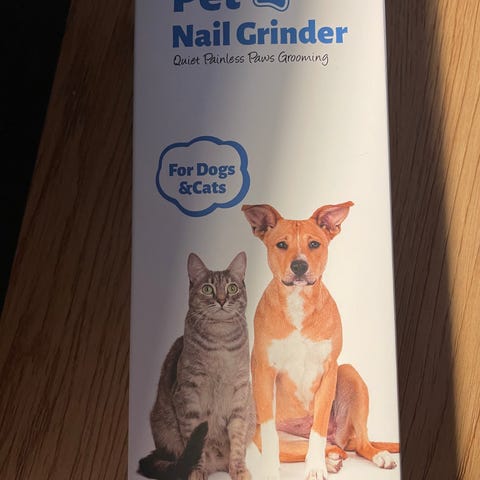 Pet
Nail Grinder
Quiet Painless Paws Grooming
For Dogs
&Cats